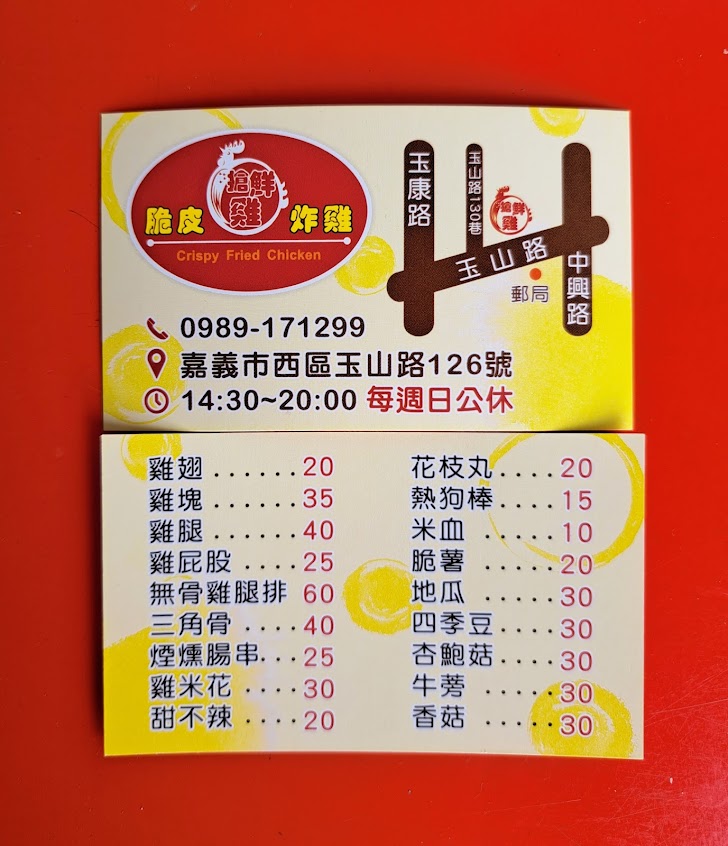 搶鮮雞
脆皮 炸雞
Crispy Fried Chicken
玉康路
玉山路130巷
搶鮮雞
玉山路
中興路
郵局
0989-171299
嘉義市西區玉山路126號
14:30~20:00 每週日公休
雞翅......20
雞塊......35
雞腿......40
雞屁股....25
無骨雞腿排 60
三角骨....40
煙燻腸串...25
雞米花....30
甜不辣....20
花枝丸....20
熱狗棒....15
米血.....10
脆薯.....20
地瓜.....30
四季豆....30
杏鮑菇....30
牛蒡.....30
香菇.....30